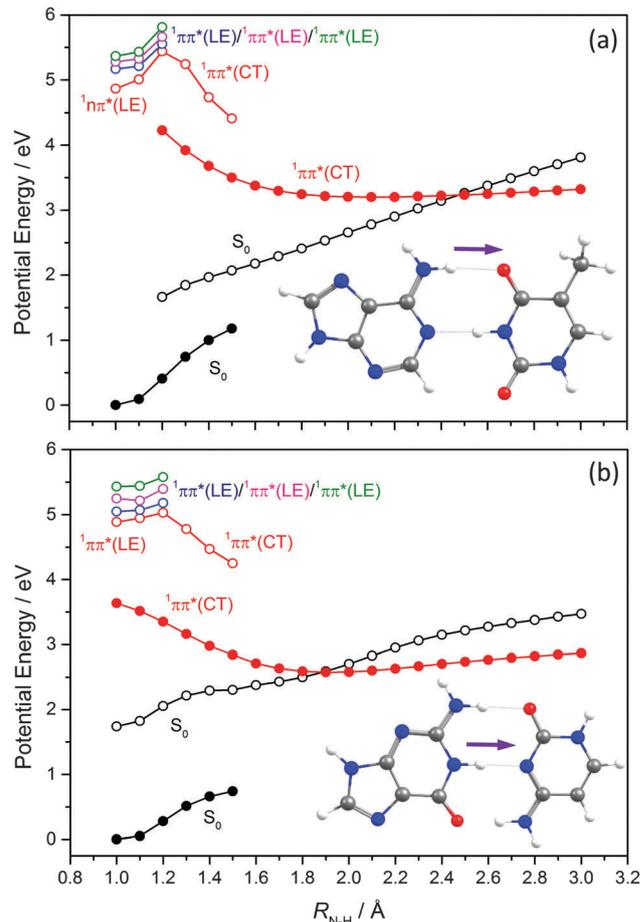 6
(a)
¹ππ*(LE)/¹ππ*(LE)/¹ππ*(LE)
¹ππ*(CT)
5
¹nπ*(LE)
4
¹ππ*(CT)
3
S₀
2
1
S₀
0
Potential Energy / eV
6
(b)
¹ππ*(LE)/¹ππ*(LE)/¹ππ*(LE)
5
¹ππ*(LE)
¹ππ*(CT)
4
¹ππ*(CT)
3
2
S₀
1
S₀
0
Potential Energy / eV
0.8 1.0 1.2 1.4 1.6 1.8 2.0 2.2 2.4 2.6 2.8 3.0 3.2
R_N-H / Å